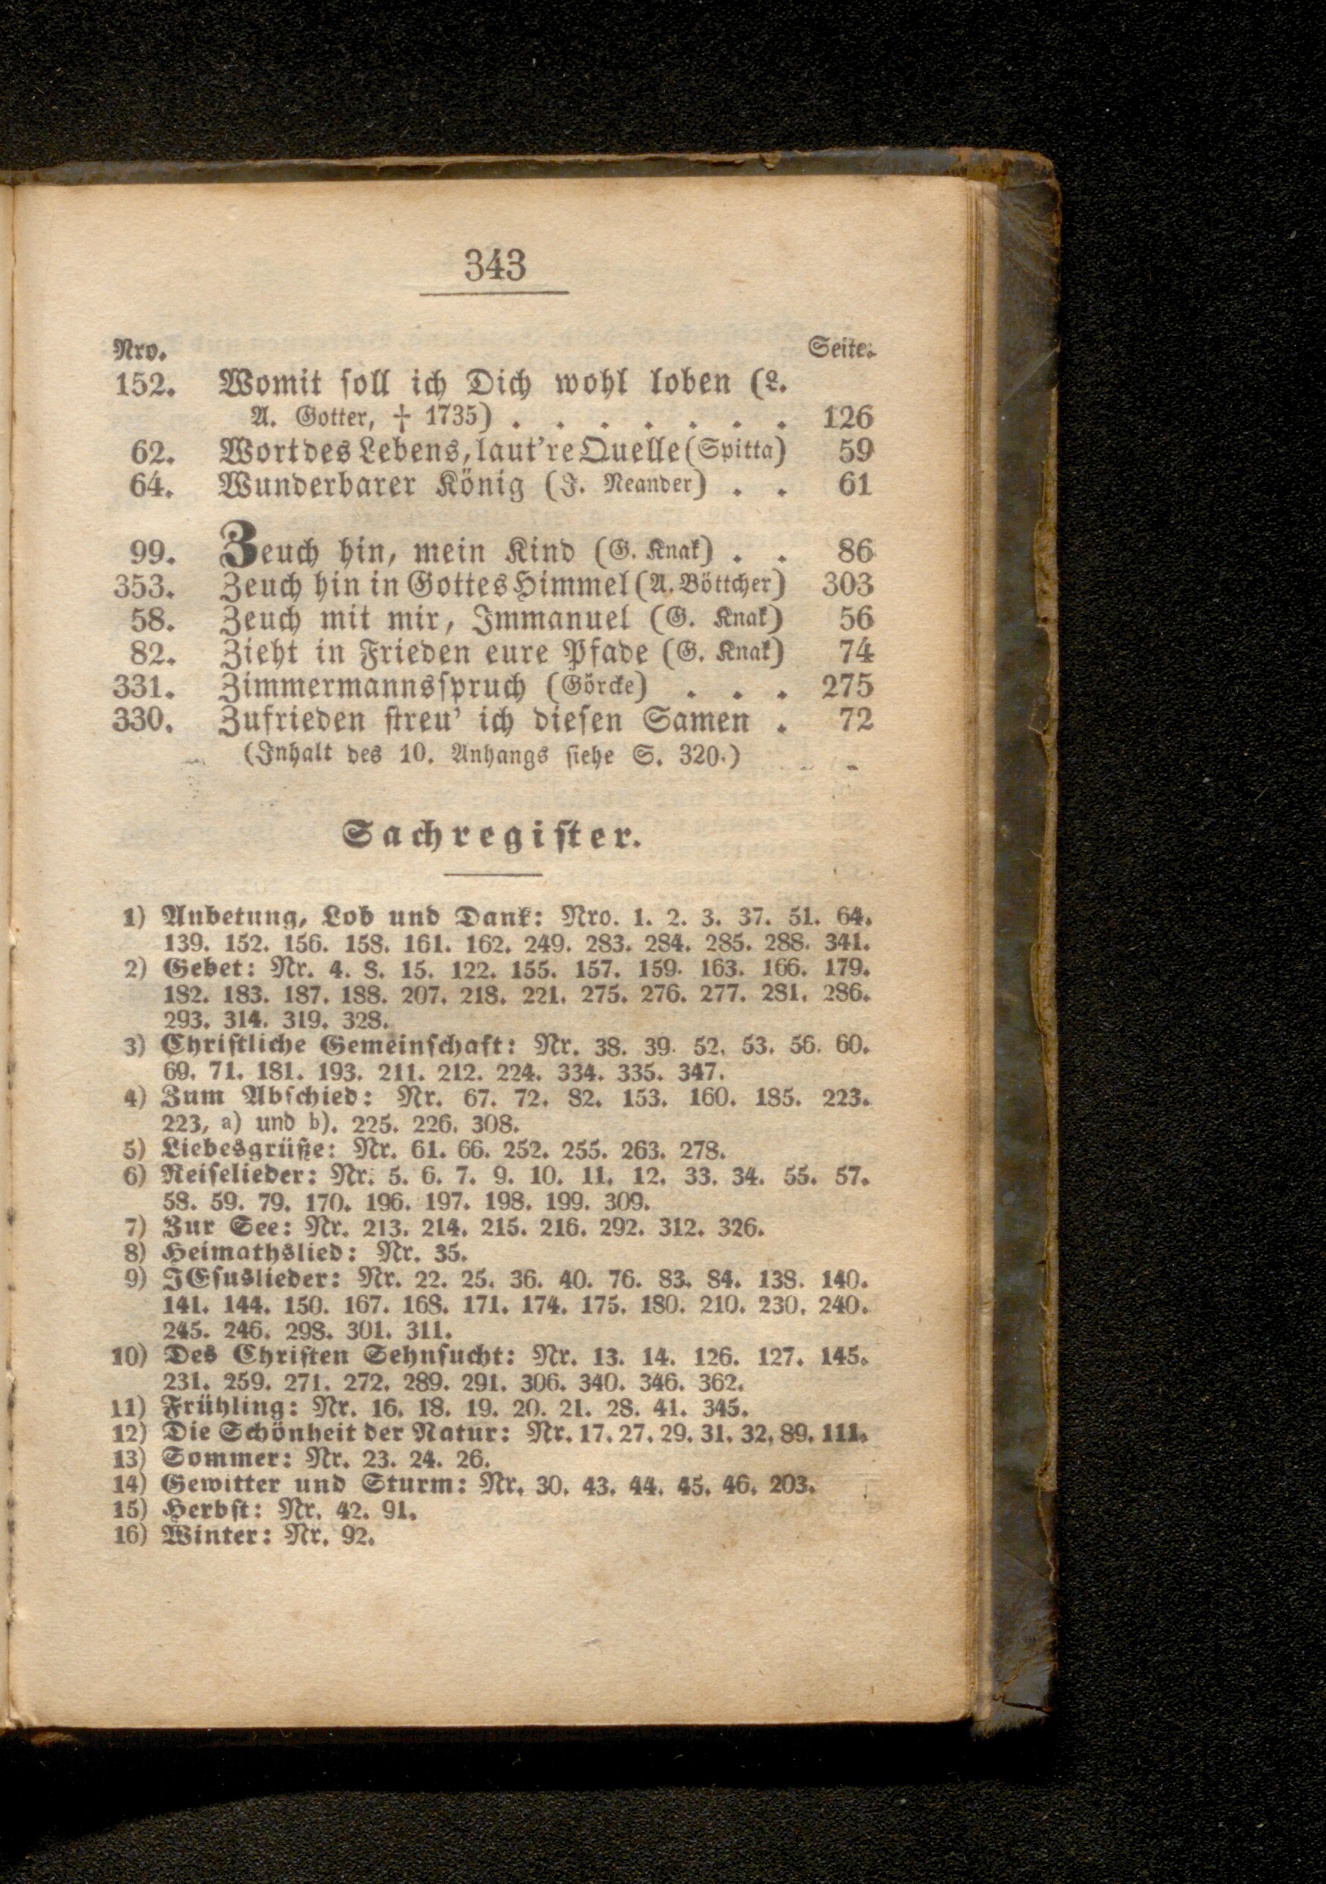 343
Nro. Seite.
152. Womit soll ich Dich wohl loben (L.
A. Gotter, † 1735) . . . . . . . 126
62. Wort des Lebens, laut're Quelle (Spitta) 59
64. Wunderbarer König (J. Neander) . . 61
99. Zeuch hin, mein Kind (G. Knak) . . 86
353. Zeuch hin in Gottes Himmel (A. Böttcher) 303
58. Zeuch mit mir, Immanuel (G. Knak) 56
82. Zieht in Frieden eure Pfade (G. Knak) 74
331. Zimmermannsspruch (Görcke) . . . 275
330. Zufrieden streu' ich diesen Samen . 72
(Inhalt des 10. Anhangs siehe S. 320.)
Sachregister.
1) Anbetung, Lob und Dank: Nro. 1. 2. 3. 37. 51. 64.
139. 152. 156. 158. 161. 162. 249. 283. 284. 285. 288. 341.
2) Gebet: Nr. 4. 8. 15. 122. 155. 157. 159. 163. 166. 179.
182. 183. 187. 188. 207. 218. 221. 275. 276. 277. 281. 286.
293. 314. 319. 328.
3) Christliche Gemeinschaft: Nr. 38. 39. 52. 53. 56. 60.
69. 71. 181. 193. 211. 212. 224. 334. 335. 347.
4) Zum Abschied: Nr. 67. 72. 82. 153. 160. 185. 223.
223, a) und b). 225. 226. 308.
5) Liebesgrüße: Nr. 61. 66. 252. 255. 263. 278.
6) Reiselieder: Nr. 5. 6. 7. 9. 10. 11. 12. 33. 34. 55. 57.
58. 59. 79. 170. 196. 197. 198. 199. 309.
7) Zur See: Nr. 213. 214. 215. 216. 292. 312. 326.
8) Heimathslied: Nr. 35.
9) JEsuslieder: Nr. 22. 25. 36. 40. 76. 83. 84. 138. 140.
141. 144. 150. 167. 168. 171. 174. 175. 180. 210. 230. 240.
245. 246. 298. 301. 311.
10) Des Christen Sehnsucht: Nr. 13. 14. 126. 127. 145.
231. 259. 271. 272. 289. 291. 306. 340. 346. 362.
11) Frühling: Nr. 16. 18. 19. 20. 21. 28. 41. 345.
12) Die Schönheit der Natur: Nr. 17. 27. 29. 31. 32. 89. 111.
13) Sommer: Nr. 23. 24. 26.
14) Gewitter und Sturm: Nr. 30. 43. 44. 45. 46. 203.
15) Herbst: Nr. 42. 91.
16) Winter: Nr. 92.